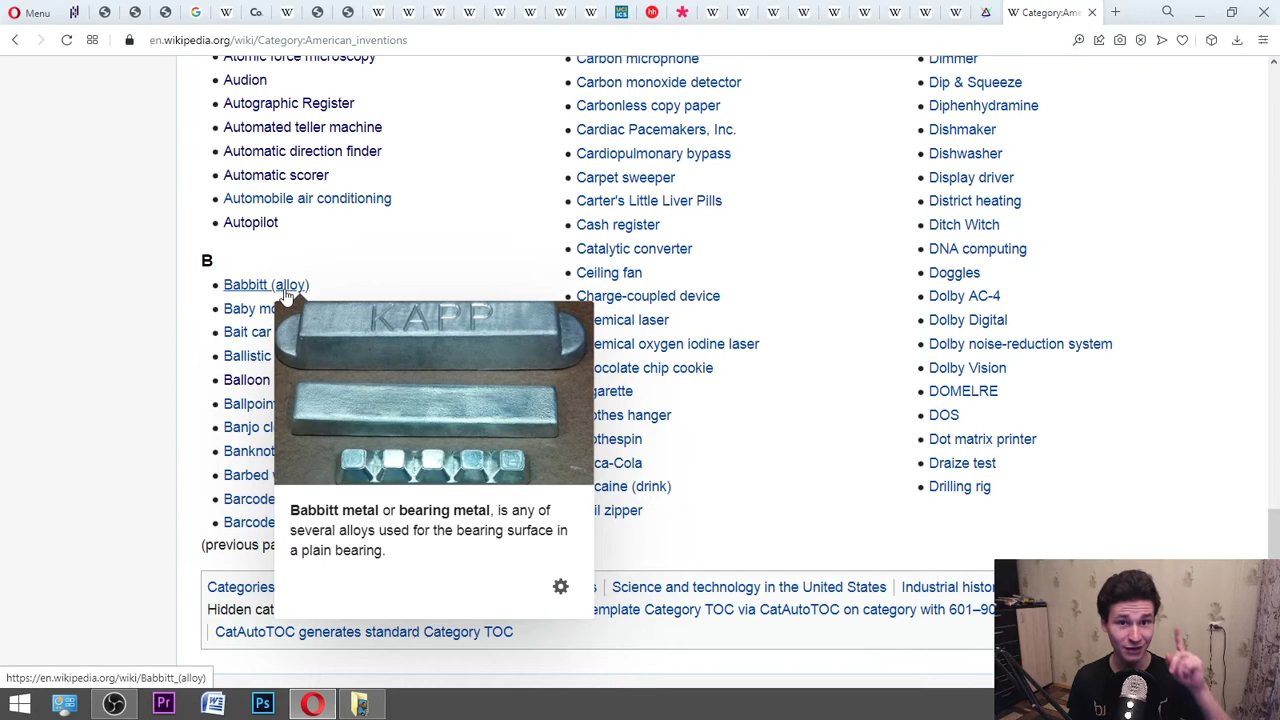 Menu
Co.
UCI
ICS
hh
Category:Ame
en.wikipedia.org/wiki/Category:American_inventions
Atomic force microscopy
Audion
Autographic Register
Automated teller machine
Automatic direction finder
Automatic scorer
Automobile air conditioning
Autopilot
B
Babbitt (alloy)
Baby mo
Bait car
Ballistic
Balloon
Ballpoin
Banjo cl
Banknot
Barbed
Barcode
Barcode
(previous pa
KAPP
Babbitt metal or bearing metal, is any of
several alloys used for the bearing surface in
a plain bearing.
Carbon microphone
Carbon monoxide detector
Carbonless copy paper
Cardiac Pacemakers, Inc.
Cardiopulmonary bypass
Carpet sweeper
Carter's Little Liver Pills
Cash register
Catalytic converter
Ceiling fan
Charge-coupled device
emical laser
emical oxygen iodine laser
ocolate chip cookie
garette
othes hanger
othespin
ca-Cola
caine (drink)
il zipper
Dimmer
Dip & Squeeze
Diphenhydramine
Dishmaker
Dishwasher
Display driver
District heating
Ditch Witch
DNA computing
Doggles
Dolby AC-4
Dolby Digital
Dolby noise-reduction system
Dolby Vision
DOMELRE
DOS
Dot matrix printer
Draize test
Drilling rig
Categories s | Science and technology in the United States | Industrial histor
Hidden cat emplate Category TOC via CatAutoTOC on category with 601–90
| CatAutoTOC generates standard Category TOC
https://en.wikipedia.org/wiki/Babbitt_(alloy)
Pr
W
Ps